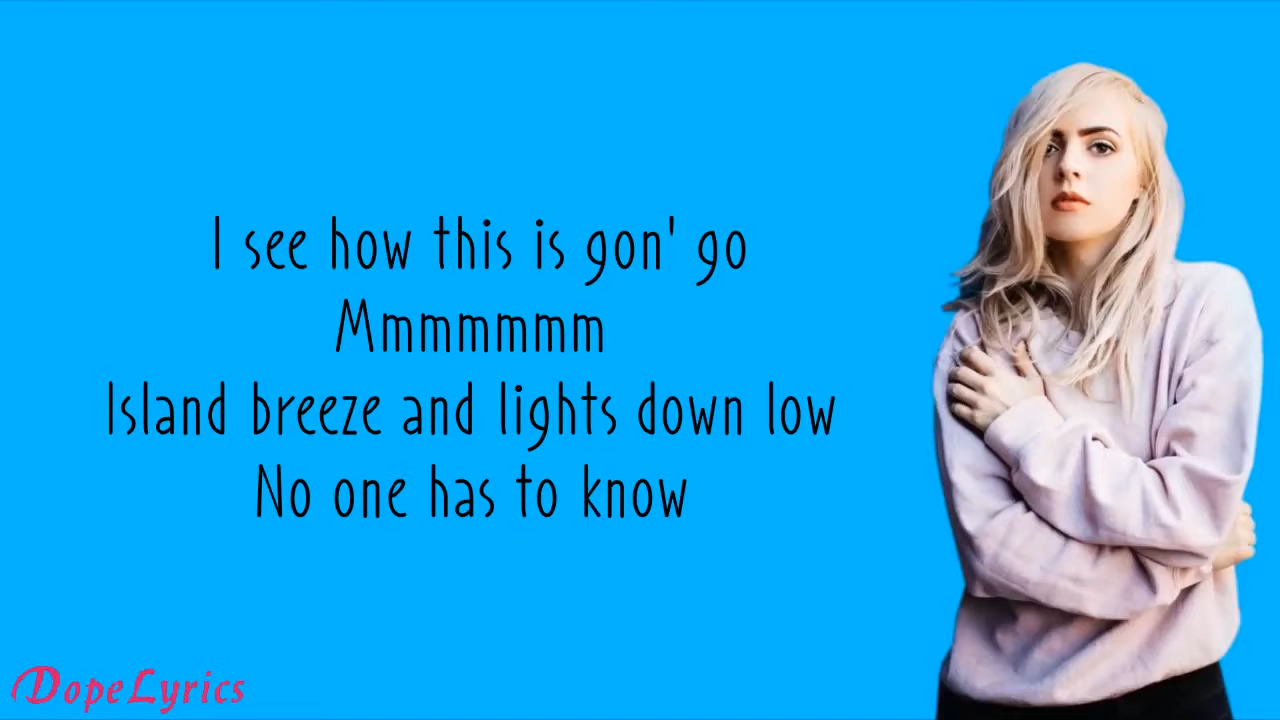 I see how this is gon' go
Mmmmmmm
Island breeze and lights down low
No one has to know
DopeLyrics